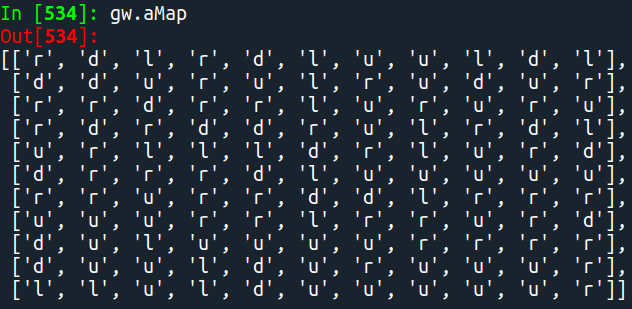 In [534]: gw.aMap
Out[534]:
[['r', 'd', 'l', 'r', 'd', 'l', 'u', 'u', 'l', 'd', 'l'],
['d', 'd', 'u', 'r', 'u', 'l', 'r', 'u', 'd', 'u', 'r'],
['r', 'r', 'd', 'r', 'r', 'l', 'u', 'r', 'u', 'r', 'u'],
['r', 'd', 'r', 'd', 'd', 'r', 'u', 'l', 'r', 'd', 'l'],
['u', 'r', 'l', 'l', 'l', 'd', 'r', 'l', 'u', 'r', 'd'],
['d', 'r', 'r', 'r', 'd', 'l', 'u', 'u', 'u', 'u', 'u'],
['r', 'r', 'u', 'r', 'r', 'd', 'd', 'l', 'r', 'r', 'r'],
['u', 'u', 'u', 'r', 'r', 'l', 'r', 'r', 'u', 'r', 'd'],
['d', 'u', 'l', 'u', 'u', 'u', 'u', 'r', 'r', 'r', 'r'],
['d', 'u', 'u', 'l', 'd', 'u', 'r', 'u', 'u', 'u', 'r'],
['l', 'l', 'u', 'l', 'd', 'u', 'u', 'u', 'u', 'u', 'r']]